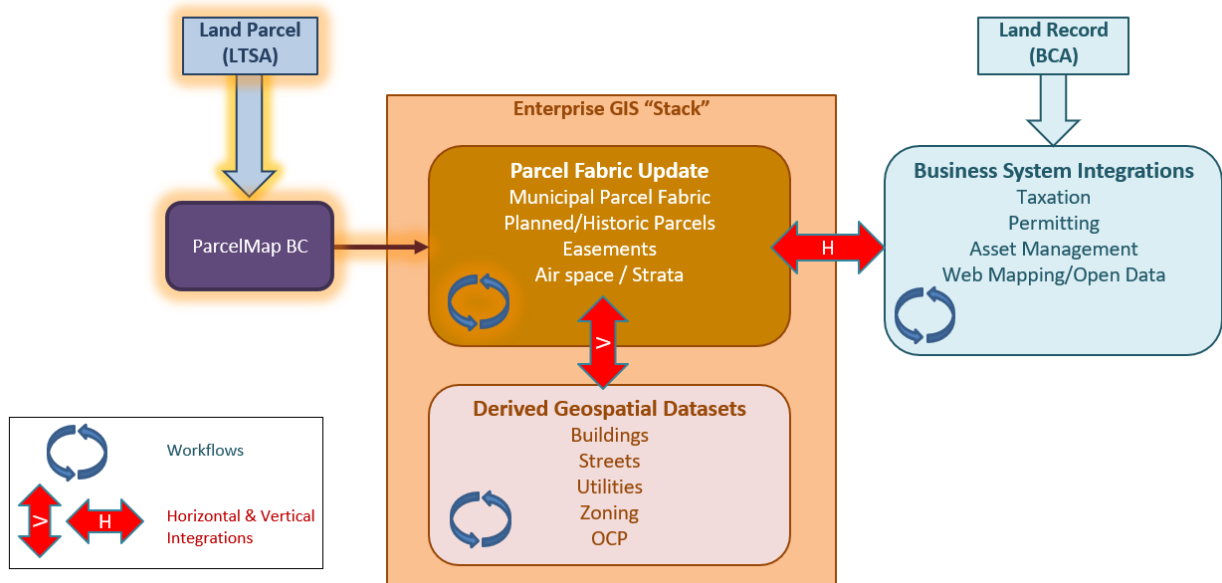 Land Parcel
(LTSA)
Land Record
(BCA)
Enterprise GIS “Stack”
ParcelMap BC
Parcel Fabric Update
Municipal Parcel Fabric
Planned/Historic Parcels
Easements
Air space / Strata
H
Business System Integrations
Taxation
Permitting
Asset Management
Web Mapping/Open Data
V
Derived Geospatial Datasets
Buildings
Streets
Utilities
Zoning
OCP
Workflows
V
H
Horizontal & Vertical
Integrations